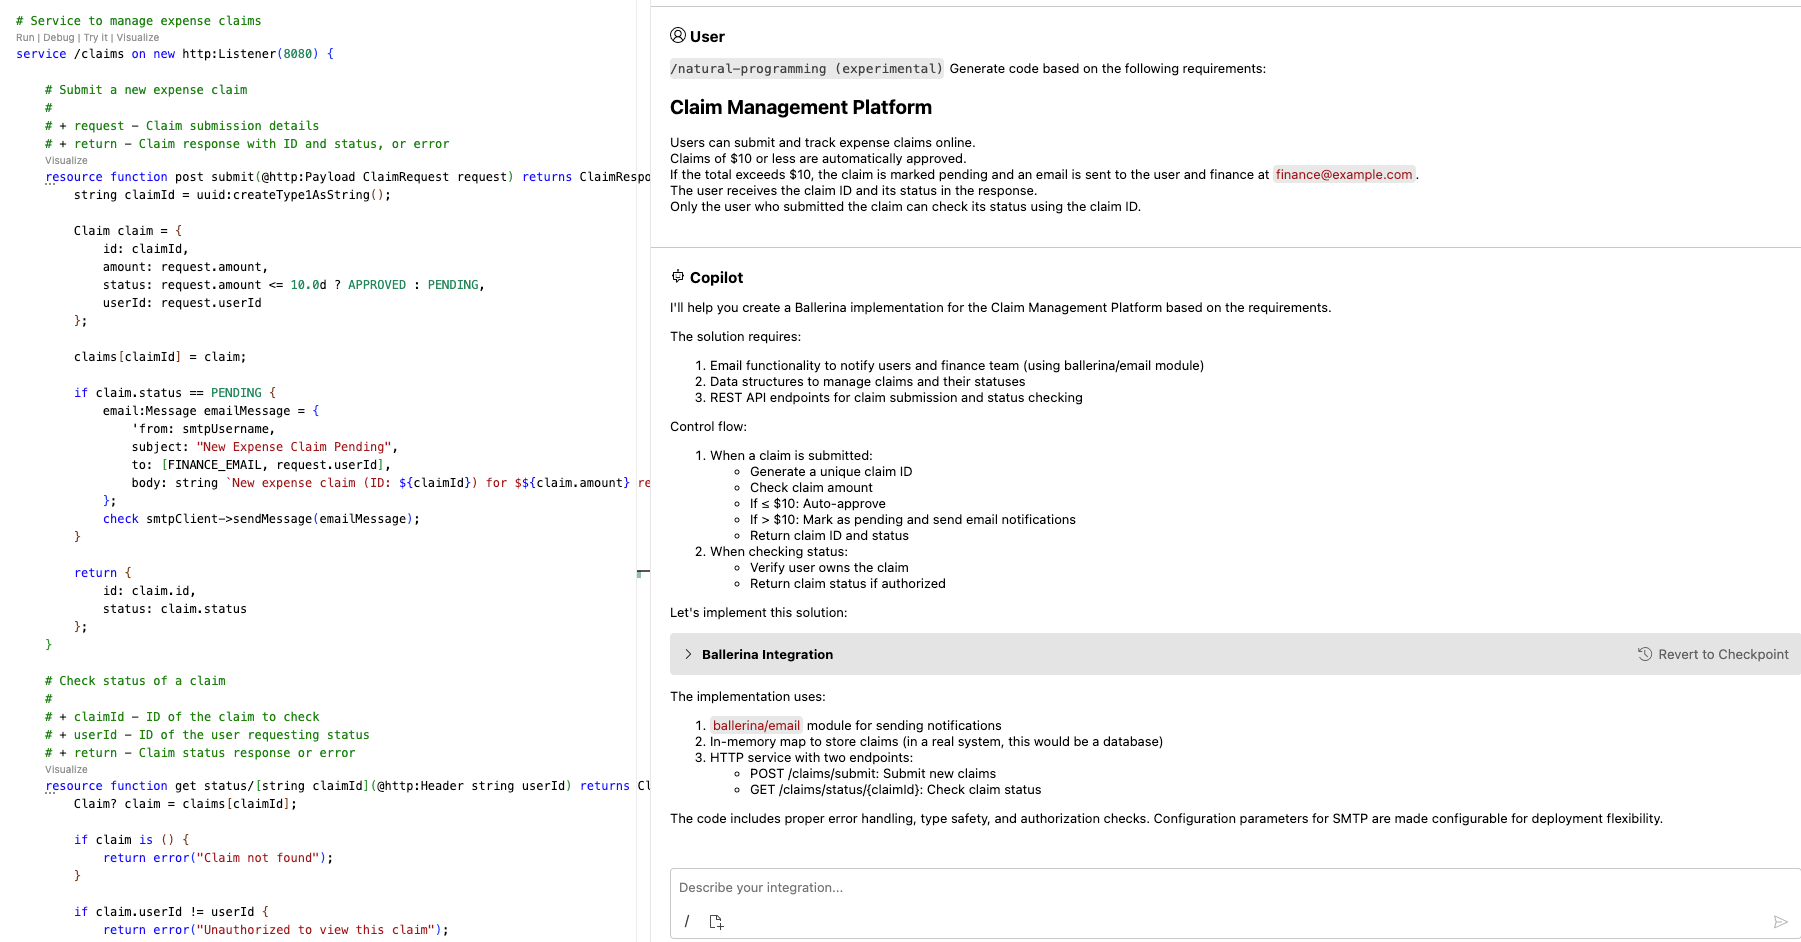 # Service to manage expense claims
Run | Debug | Try it | Visualize
service /claims on new http:Listener(8080) {
# Submit a new expense claim
#
# + request - Claim submission details
# + return - Claim response with ID and status, or error
Visualize
resource function post submit(@http:Payload ClaimRequest request) returns ClaimRespo
string claimId = uuid:createType1AsString();
Claim claim = {
id: claimId,
amount: request.amount,
status: request.amount <= 10.0d ? APPROVED : PENDING,
userId: request.userId
};
claims[claimId] = claim;
if claim.status == PENDING {
email:Message emailMessage = {
'from: smtpUsername,
subject: "New Expense Claim Pending",
to: [FINANCE_EMAIL, request.userId],
body: string `New expense claim (ID: ${claimId}) for $${claim.amount} re
};
check smtpClient->sendMessage(emailMessage);
}
return {
id: claim.id,
status: claim.status
};
}
# Check status of a claim
#
# + claimId - ID of the claim to check
# + userId - ID of the user requesting status
# + return - Claim status response or error
Visualize
resource function get status/[string claimId](@http:Header string userId) returns Cl
Claim? claim = claims[claimId];
if claim is () {
return error("Claim not found");
}
if claim.userId != userId {
return error("Unauthorized to view this claim");
User
/natural-programming (experimental) Generate code based on the following requirements:
Claim Management Platform
Users can submit and track expense claims online.
Claims of $10 or less are automatically approved.
If the total exceeds $10, the claim is marked pending and an email is sent to the user and finance at finance@example.com.
The user receives the claim ID and its status in the response.
Only the user who submitted the claim can check its status using the claim ID.
Copilot
I'll help you create a Ballerina implementation for the Claim Management Platform based on the requirements.
The solution requires:
1. Email functionality to notify users and finance team (using ballerina/email module)
2. Data structures to manage claims and their statuses
3. REST API endpoints for claim submission and status checking
Control flow:
1. When a claim is submitted:
◦ Generate a unique claim ID
◦ Check claim amount
◦ If ≤ $10: Auto-approve
◦ If > $10: Mark as pending and send email notifications
◦ Return claim ID and status
2. When checking status:
◦ Verify user owns the claim
◦ Return claim status if authorized
Let's implement this solution:
Ballerina Integration
Revert to Checkpoint
The implementation uses:
1. ballerina/email module for sending notifications
2. In-memory map to store claims (in a real system, this would be a database)
3. HTTP service with two endpoints:
◦ POST /claims/submit: Submit new claims
◦ GET /claims/status/{claimId}: Check claim status
The code includes proper error handling, type safety, and authorization checks. Configuration parameters for SMTP are made configurable for deployment flexibility.
Describe your integration...
/